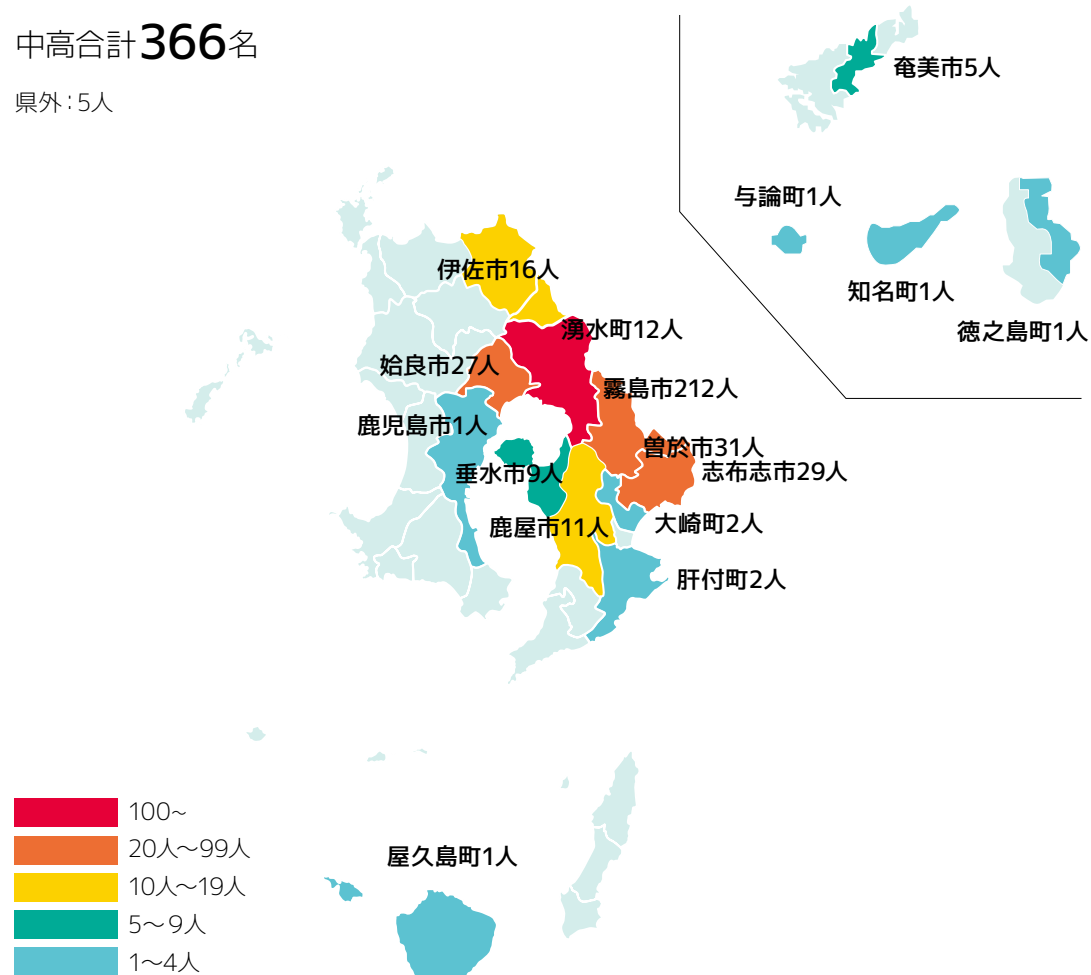 中高合計366名
県外：5人
奄美市5人
与論町1人
知名町1人
徳之島町1人
伊佐市16人
湧水町12人
姶良市27人
霧島市212人
鹿児島市1人
曽於市31人
垂水市9人
志布志市29人
鹿屋市11人
大崎町2人
肝付町2人
屋久島町1人
100~
20人〜99人
10人〜19人
5〜9人
1〜4人